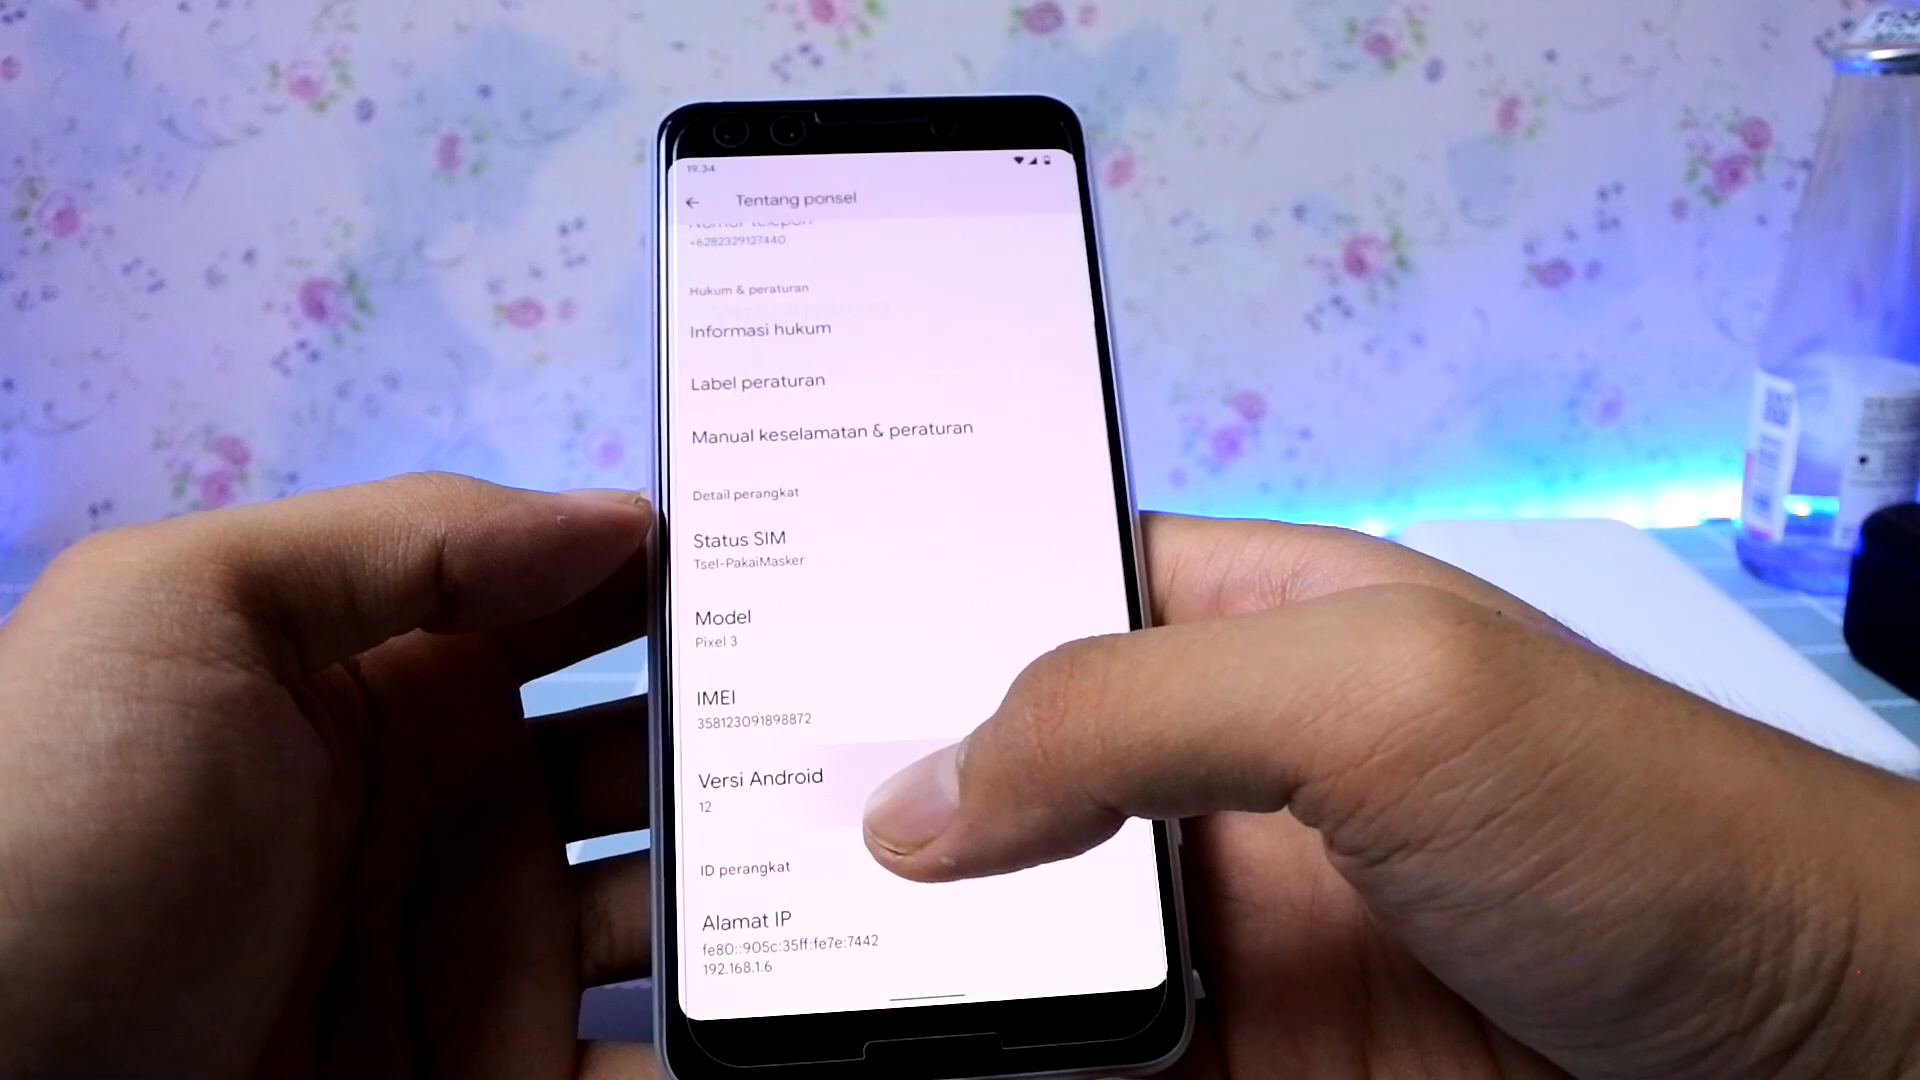 19.34
Tentang ponsel
Nomor telepon
+6282329127440
Hukum & peraturan
Informasi hukum
Label peraturan
Manual keselamatan & peraturan
Detail perangkat
Status SIM
Tsel-PakaiMasker
Model
Pixel 3
IMEI
358123091898872
Versi Android
12
ID perangkat
Alamat IP
fe80::905c:35ff:fe7e:7442
192.168.1.6